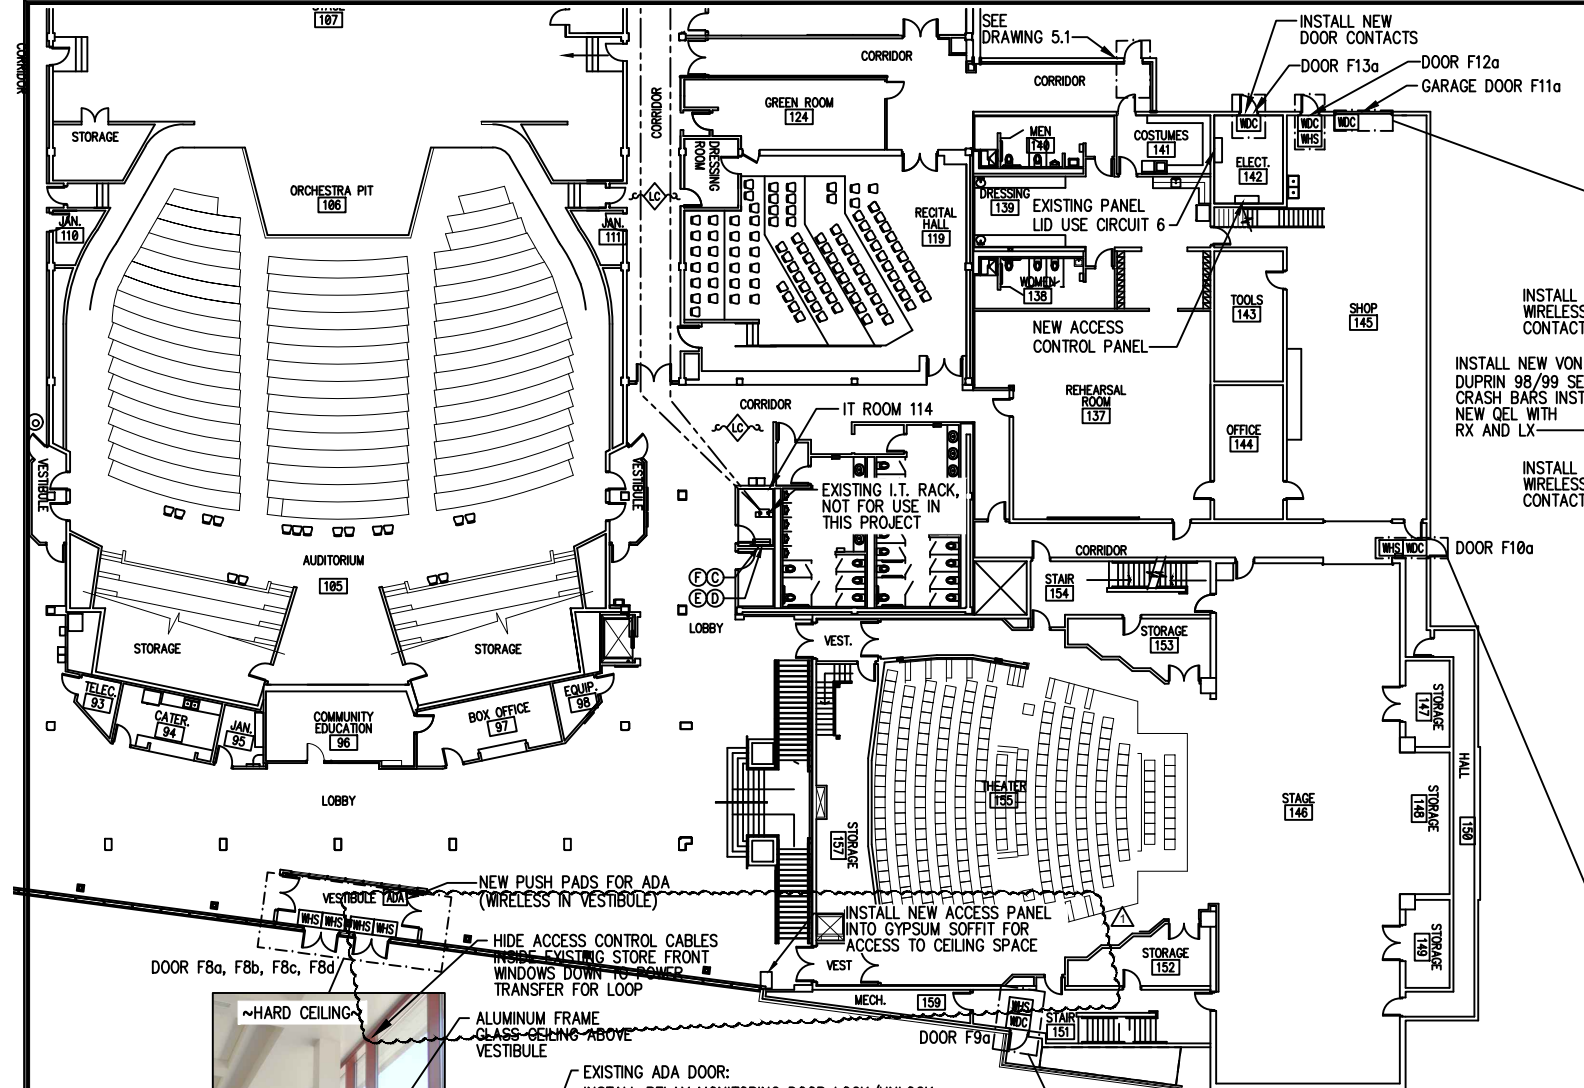 STAGE
107
CORRIDOR
STORAGE
ORCHESTRA PIT
106
JAN.
110
JAN.
111
CORRIDOR
LC
GREEN ROOM
124
DRESSING
ROOM
RECITAL
HALL
119
CORRIDOR
SEE
DRAWING 5.1
CORRIDOR
INSTALL NEW
DOOR CONTACTS
DOOR F13a
DOOR F12a
GARAGE DOOR F11a
WDC
WDC
WHS
WDC
MEN
140
COSTUMES
141
ELECT.
142
DRESSING
139
EXISTING PANEL
LID USE CIRCUIT 6
WOMEN
138
NEW ACCESS
CONTROL PANEL
TOOLS
143
SHOP
145
INSTALL
WIRELESS
CONTACT
INSTALL NEW VON
DUPRIN 98/99 SE
CRASH BARS INST
NEW QEL WITH
RX AND LX
INSTALL
WIRELESS
CONTACT
REHEARSAL
ROOM
137
OFFICE
144
CORRIDOR
LC
IT ROOM 114
EXISTING I.T. RACK,
NOT FOR USE IN
THIS PROJECT
VESTIBULE
VESTIBULE
AUDITORIUM
105
STORAGE
STORAGE
F C
E D
LOBBY
CORRIDOR
WHS WDC
DOOR F10a
STAIR
154
STORAGE
153
VEST.
TELEC.
93
CATER.
94
JAN.
95
COMMUNITY
EDUCATION
96
BOX OFFICE
97
EQUIP.
98
STORAGE
147
HALL
150
STORAGE
148
STORAGE
149
STAGE
146
THEATER
155
STORAGE
157
LOBBY
VESTIBULE
ADA
WHS WHS WHS WHS
DOOR F8a, F8b, F8c, F8d
NEW PUSH PADS FOR ADA
(WIRELESS IN VESTIBULE)
HIDE ACCESS CONTROL CABLES
INSIDE EXISTING STORE FRONT
WINDOWS DOWN TO POWER
TRANSFER FOR LOOP
INSTALL NEW ACCESS PANEL
INTO GYPSUM SOFFIT FOR
ACCESS TO CEILING SPACE
1
STORAGE
152
VEST
MECH.
159
WHS
WDC
STAIR
151
DOOR F9a
~HARD CEILING~
ALUMINUM FRAME
GLASS CEILING ABOVE
VESTIBULE
EXISTING ADA DOOR:
INSTALL RELAY MONITORING DOOR LOCK/UNLOCK